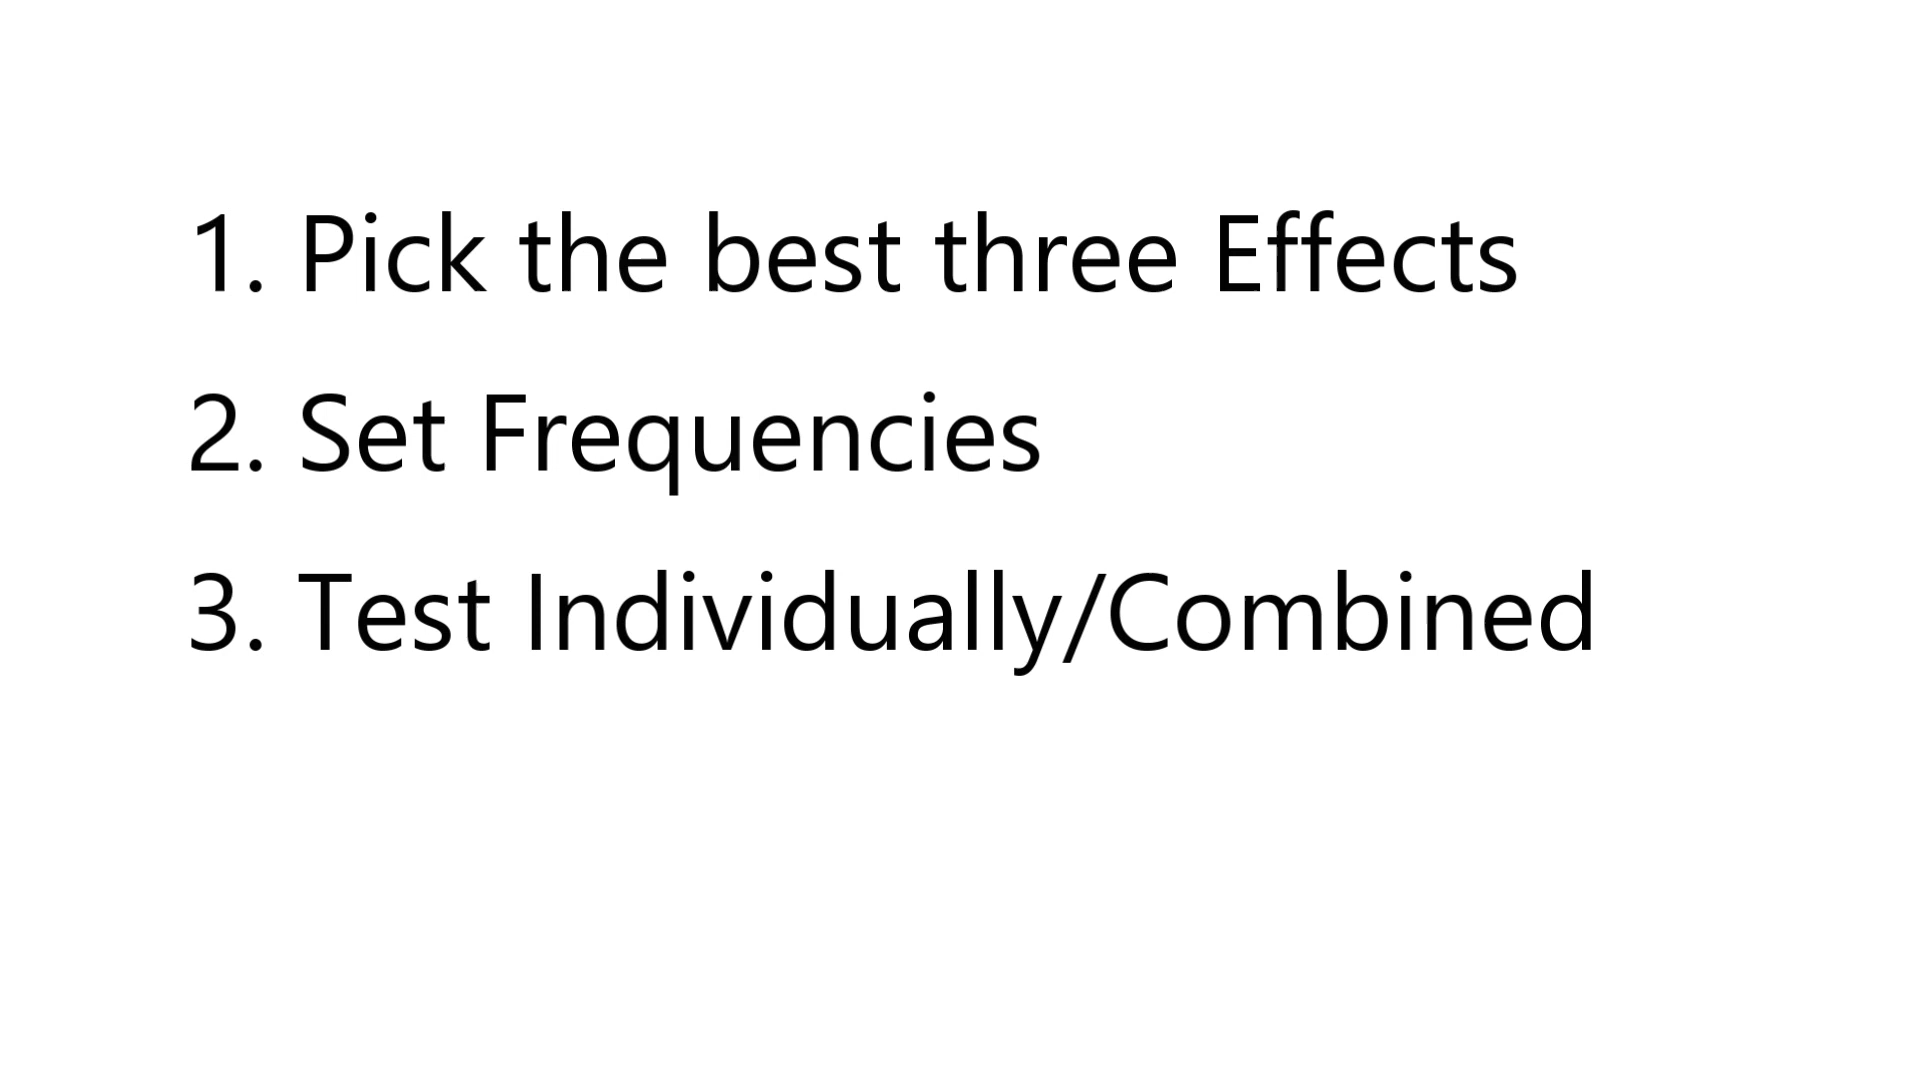 1. Pick the best three Effects
2. Set Frequencies
3. Test Individually/Combined